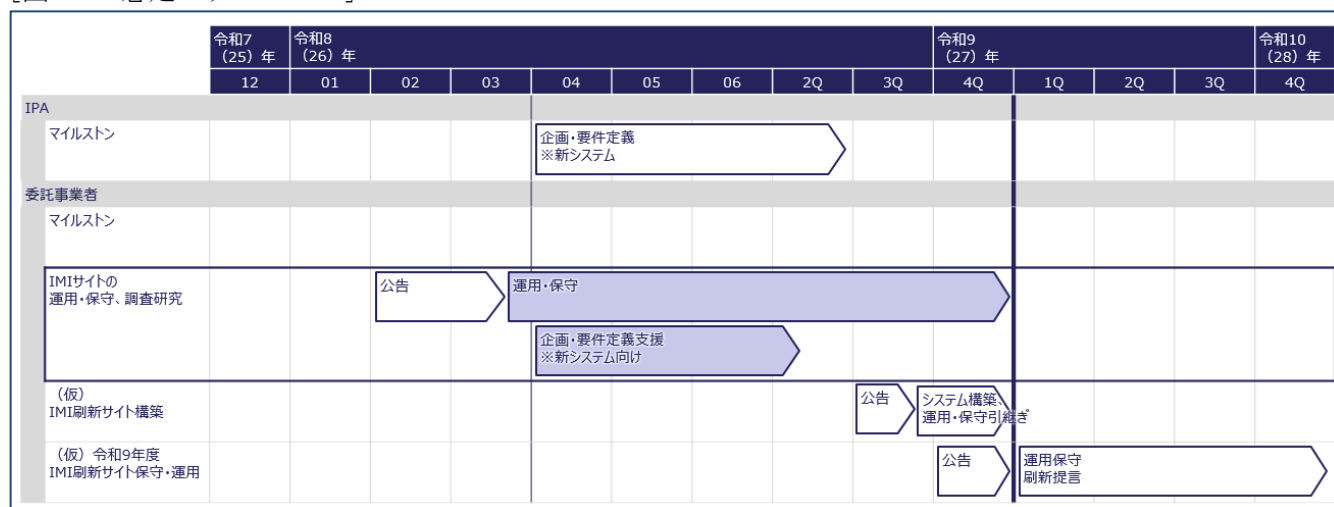 令和7
（25）年
令和8
（26）年
令和9
（27）年
令和10
（28）年
12 01 02 03 04 05 06 2Q 3Q 4Q 1Q 2Q 3Q 4Q
IPA
マイルストン
企画・要件定義
※新システム
委託事業者
マイルストン
IMIサイトの
運用・保守、調査研究
公告
運用・保守
企画・要件定義支援
※新システム向け
（仮）
IMI刷新サイト構築
公告
システム構築、
運用・保守引継ぎ
（仮）令和9年度
IMI刷新サイト保守・運用
公告
運用保守
刷新提言